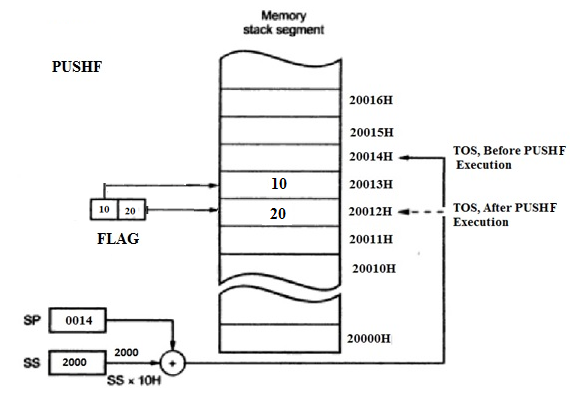 Memory
stack segment
PUSHF
20016H
20015H
20014H
TOS, Before PUSHF
Execution
10
20013H
10 20
20
20012H
TOS, After PUSHF
Execution
FLAG
20011H
20010H
SP 0014
20000H
2000
SS 2000
+
SS × 10H